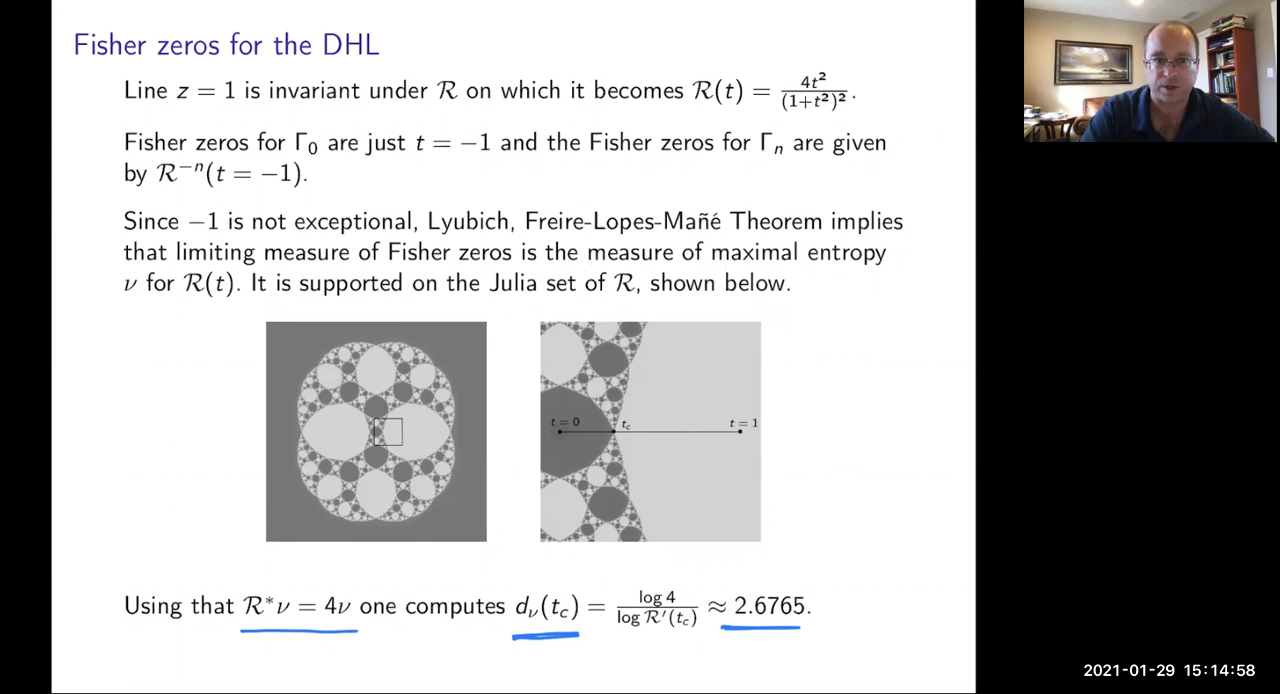 Fisher zeros for the DHL
Line z = 1 is invariant under ℛ on which it becomes ℛ(t) = 4t²/(1+t²)².
Fisher zeros for Γ₀ are just t = −1 and the Fisher zeros for Γₙ are given
by ℛ⁻ⁿ(t = −1).
Since −1 is not exceptional, Lyubich, Freire-Lopes-Mañé Theorem implies
that limiting measure of Fisher zeros is the measure of maximal entropy
ν for ℛ(t). It is supported on the Julia set of ℛ, shown below.
t = 0
t_c
t = 1
Using that ℛ*ν = 4ν one computes d_ν(t_c) = log 4/log ℛ′(t_c) ≈ 2.6765.
2021-01-29 15:14:58